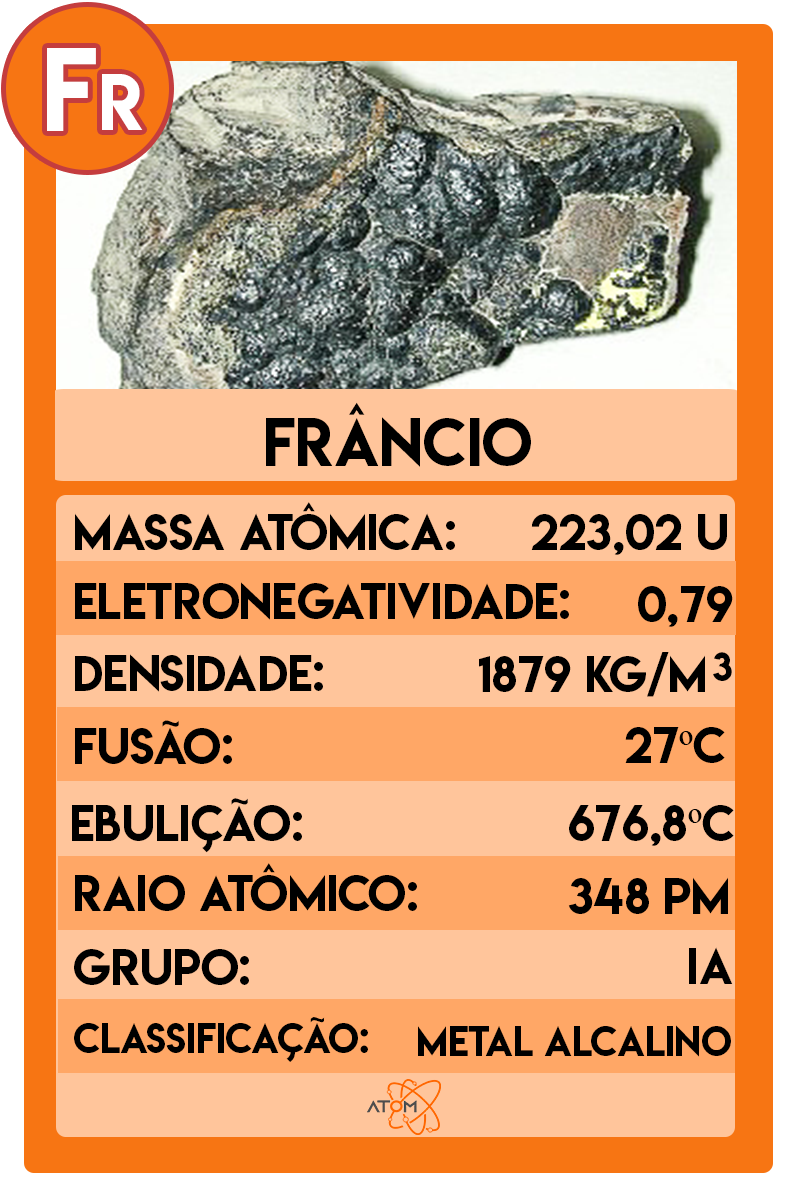 FR
FRÂNCIO
MASSA ATÔMICA: 223,02 U
ELETRONEGATIVIDADE: 0,79
DENSIDADE: 1879 KG/M³
FUSÃO: 27ºC
EBULIÇÃO: 676,8ºC
RAIO ATÔMICO: 348 PM
GRUPO: IA
CLASSIFICAÇÃO: METAL ALCALINO
ATOM